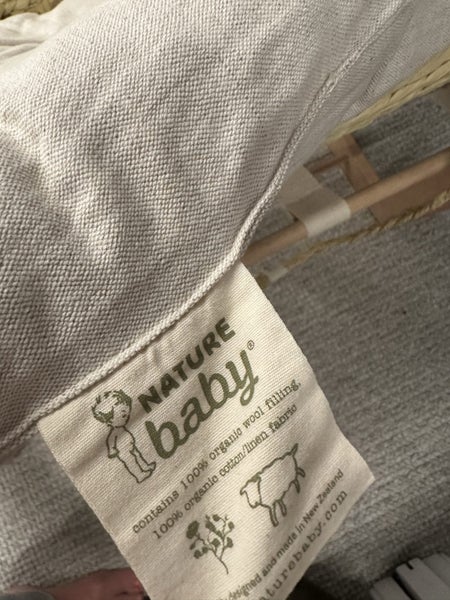 NATURE
baby®
contains 100% organic wool filling,
100% organic cotton/linen fabric
designed and made in New Zealand
naturebaby.com